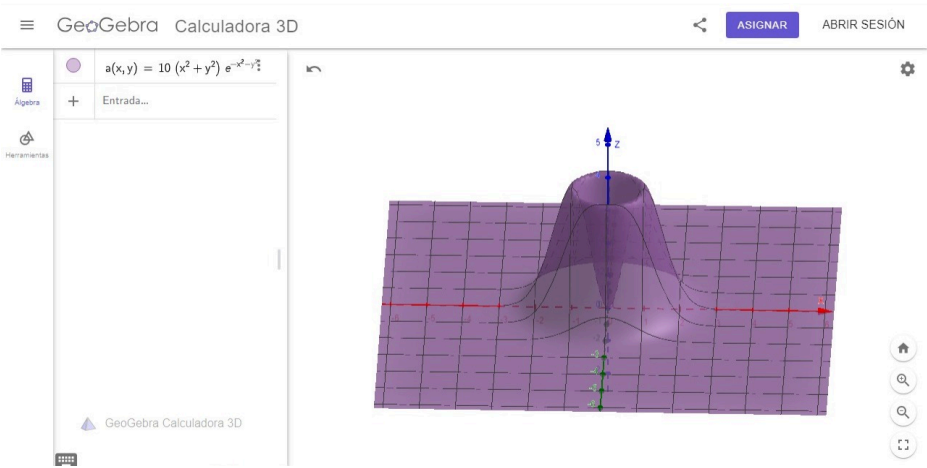 GeoGebra Calculadora 3D
ASIGNAR
ABRIR SESIÓN
a(x, y) = 10 (x² + y²) e^(-x²-y²)
Álgebra
Entrada...
Herramientas
5
z
GeoGebra Calculadora 3D